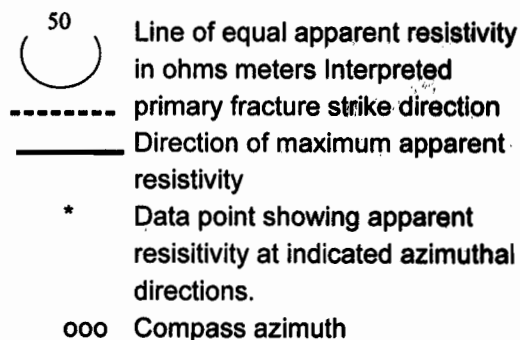 50
Line of equal apparent resistivity
in ohms meters Interpreted
primary fracture strike direction
Direction of maximum apparent
resistivity
* Data point showing apparent
resisitivity at indicated azimuthal
directions.
ooo Compass azimuth